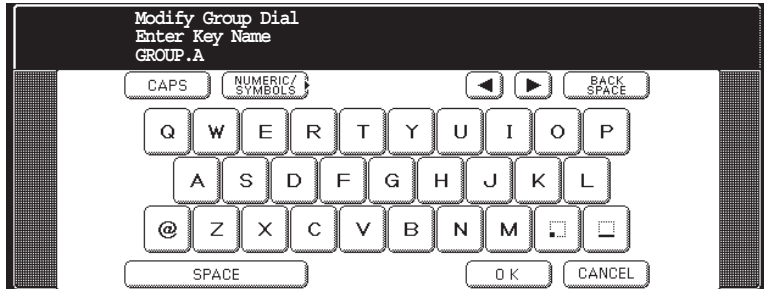 Modify Group Dial
Enter Key Name
GROUP.A
CAPS NUMERIC/ SYMBOLS ◀ ▶ BACK SPACE
Q W E R T Y U I O P
A S D F G H J K L
@ Z X C V B N M . _
SPACE OK CANCEL